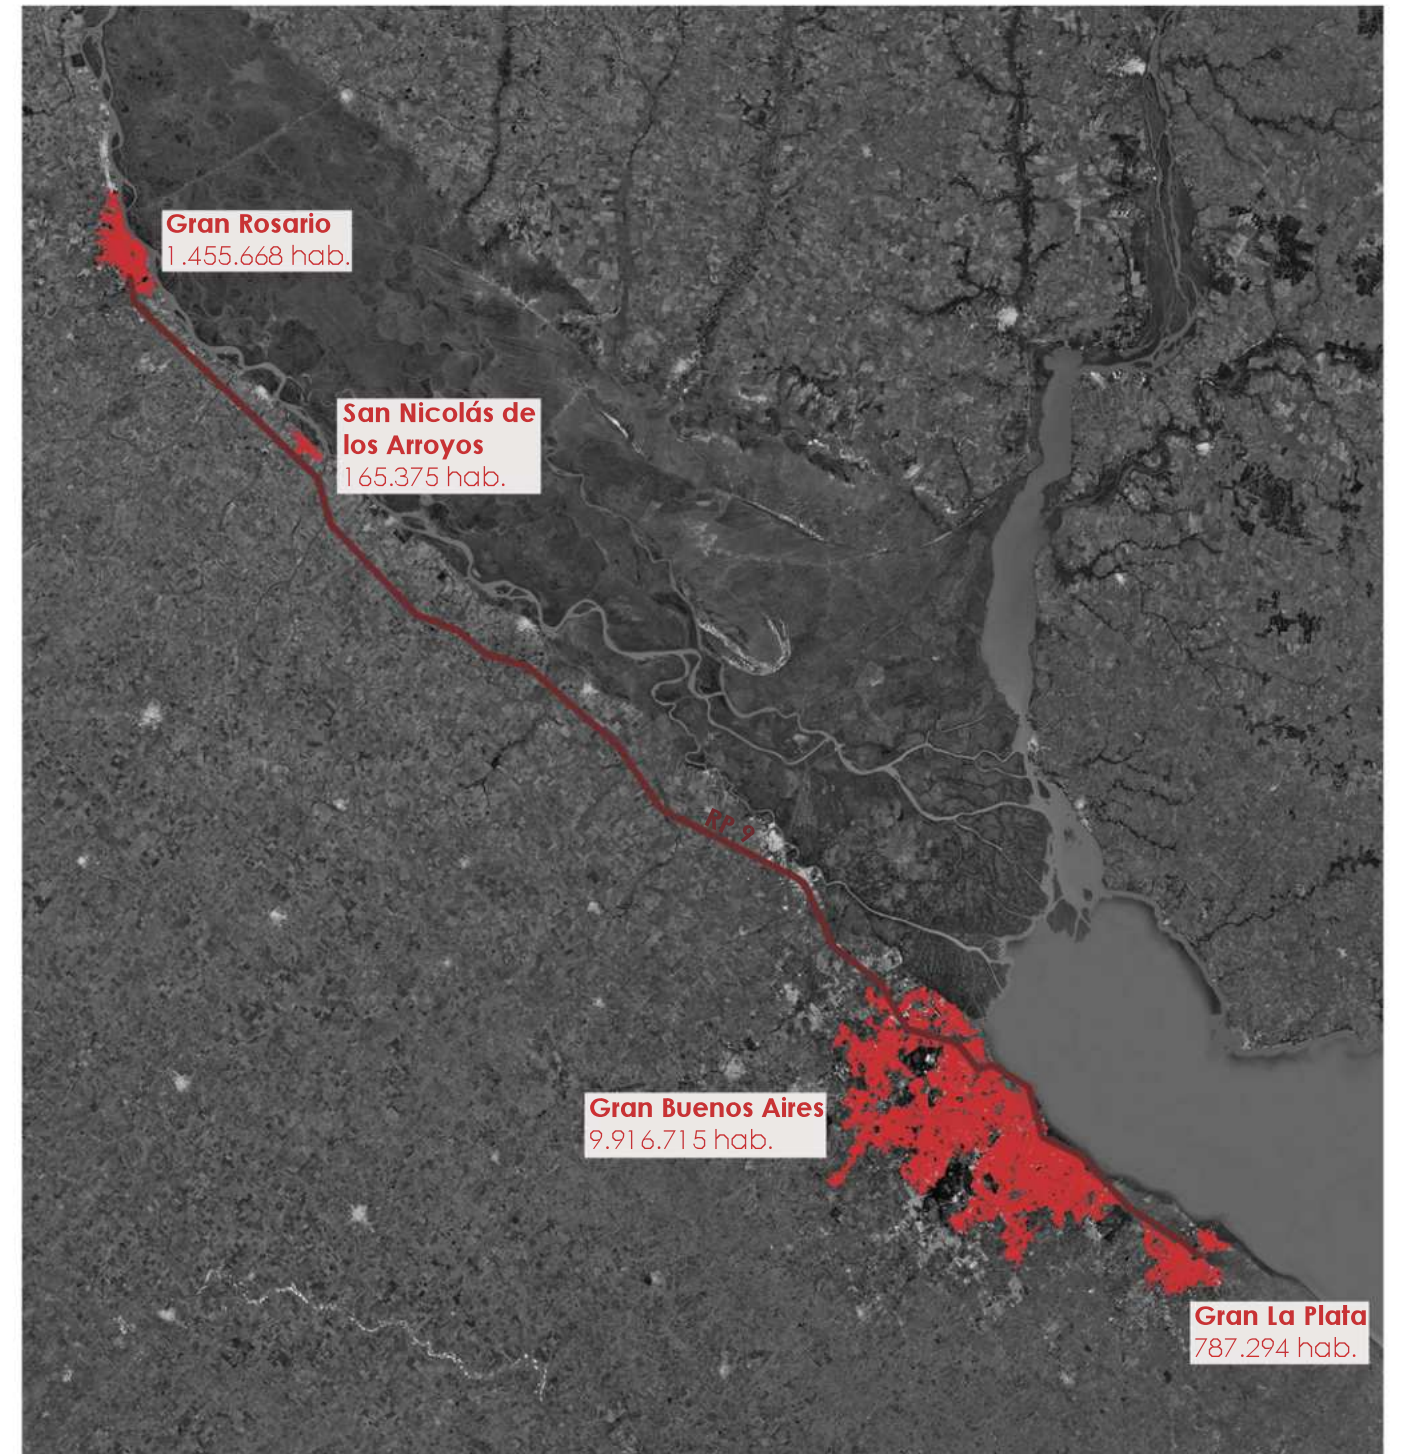 Gran Rosario
1.455.668 hab.
San Nicolás de
los Arroyos
165.375 hab.
RP 9
Gran Buenos Aires
9.916.715 hab.
Gran La Plata
787.294 hab.